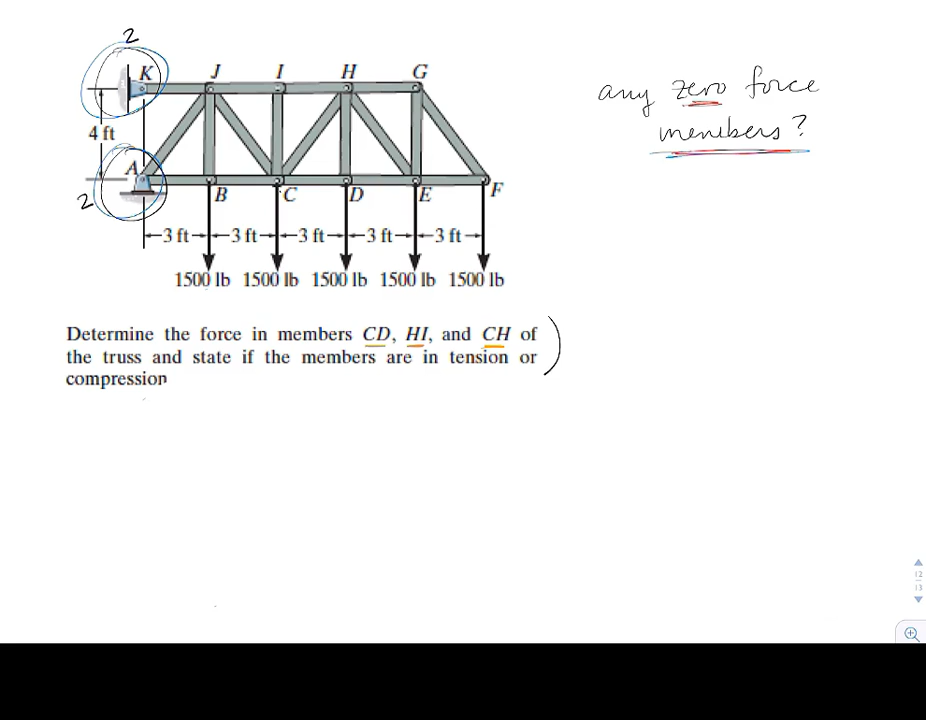 2
K J I H G
any zero force
members?
4 ft
A
2
B C D E F
3 ft 3 ft 3 ft 3 ft 3 ft
1500 lb 1500 lb 1500 lb 1500 lb 1500 lb
Determine the force in members CD, HI, and CH of
the truss and state if the members are in tension or
compression
12
13